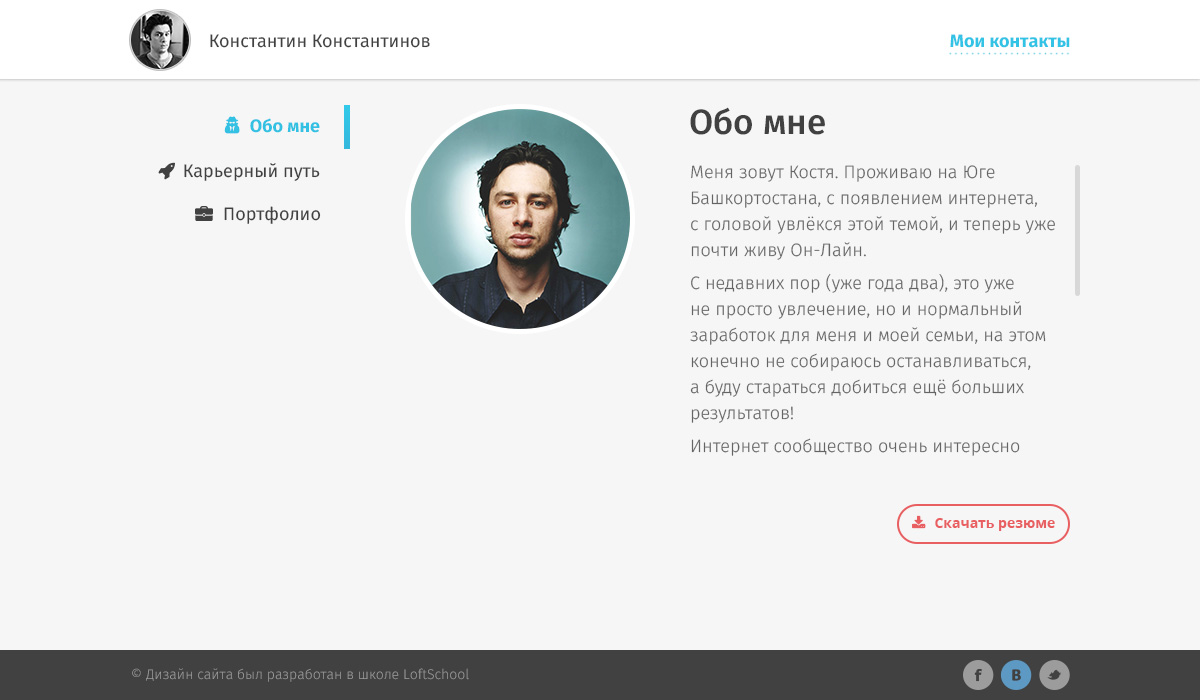 Константин Константинов
Мои контакты
Обо мне
Карьерный путь
Портфолио
Обо мне
Меня зовут Костя. Проживаю на Юге
Башкортостана, с появлением интернета,
с головой увлёкся этой темой, и теперь уже
почти живу Он-Лайн.
С недавних пор (уже года два), это уже
не просто увлечение, но и нормальный
заработок для меня и моей семьи, на этом
конечно не собираюсь останавливаться,
а буду стараться добиться ещё больших
результатов!
Интернет сообщество очень интересно
Скачать резюме
© Дизайн сайта был разработан в школе LoftSchool
f
В